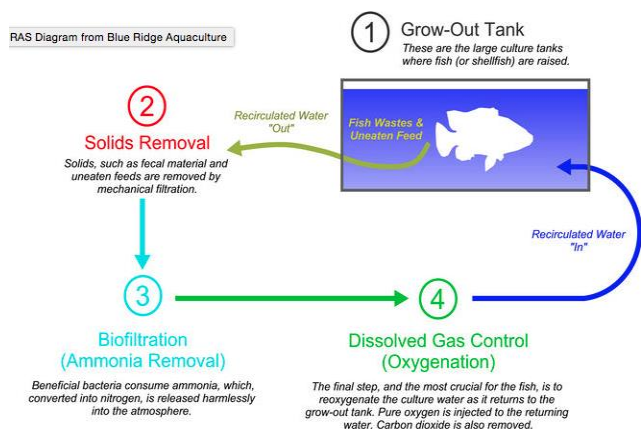 RAS Diagram from Blue Ridge Aquaculture
1
Grow-Out Tank
These are the large culture tanks
where fish (or shellfish) are raised.
2
Solids Removal
Solids, such as fecal material and
uneaten feeds are removed by
mechanical filtration.
Recirculated Water
"Out"
Fish Wastes &
Uneaten Feed
Recirculated Water
"In"
3
Biofiltration
(Ammonia Removal)
Beneficial bacteria consume ammonia, which,
converted into nitrogen, is released harmlessly
into the atmosphere.
4
Dissolved Gas Control
(Oxygenation)
The final step, and the most crucial for the fish, is to
reoxygenate the culture water as it returns to the
grow-out tank. Pure oxygen is injected to the returning
water. Carbon dioxide is also removed.